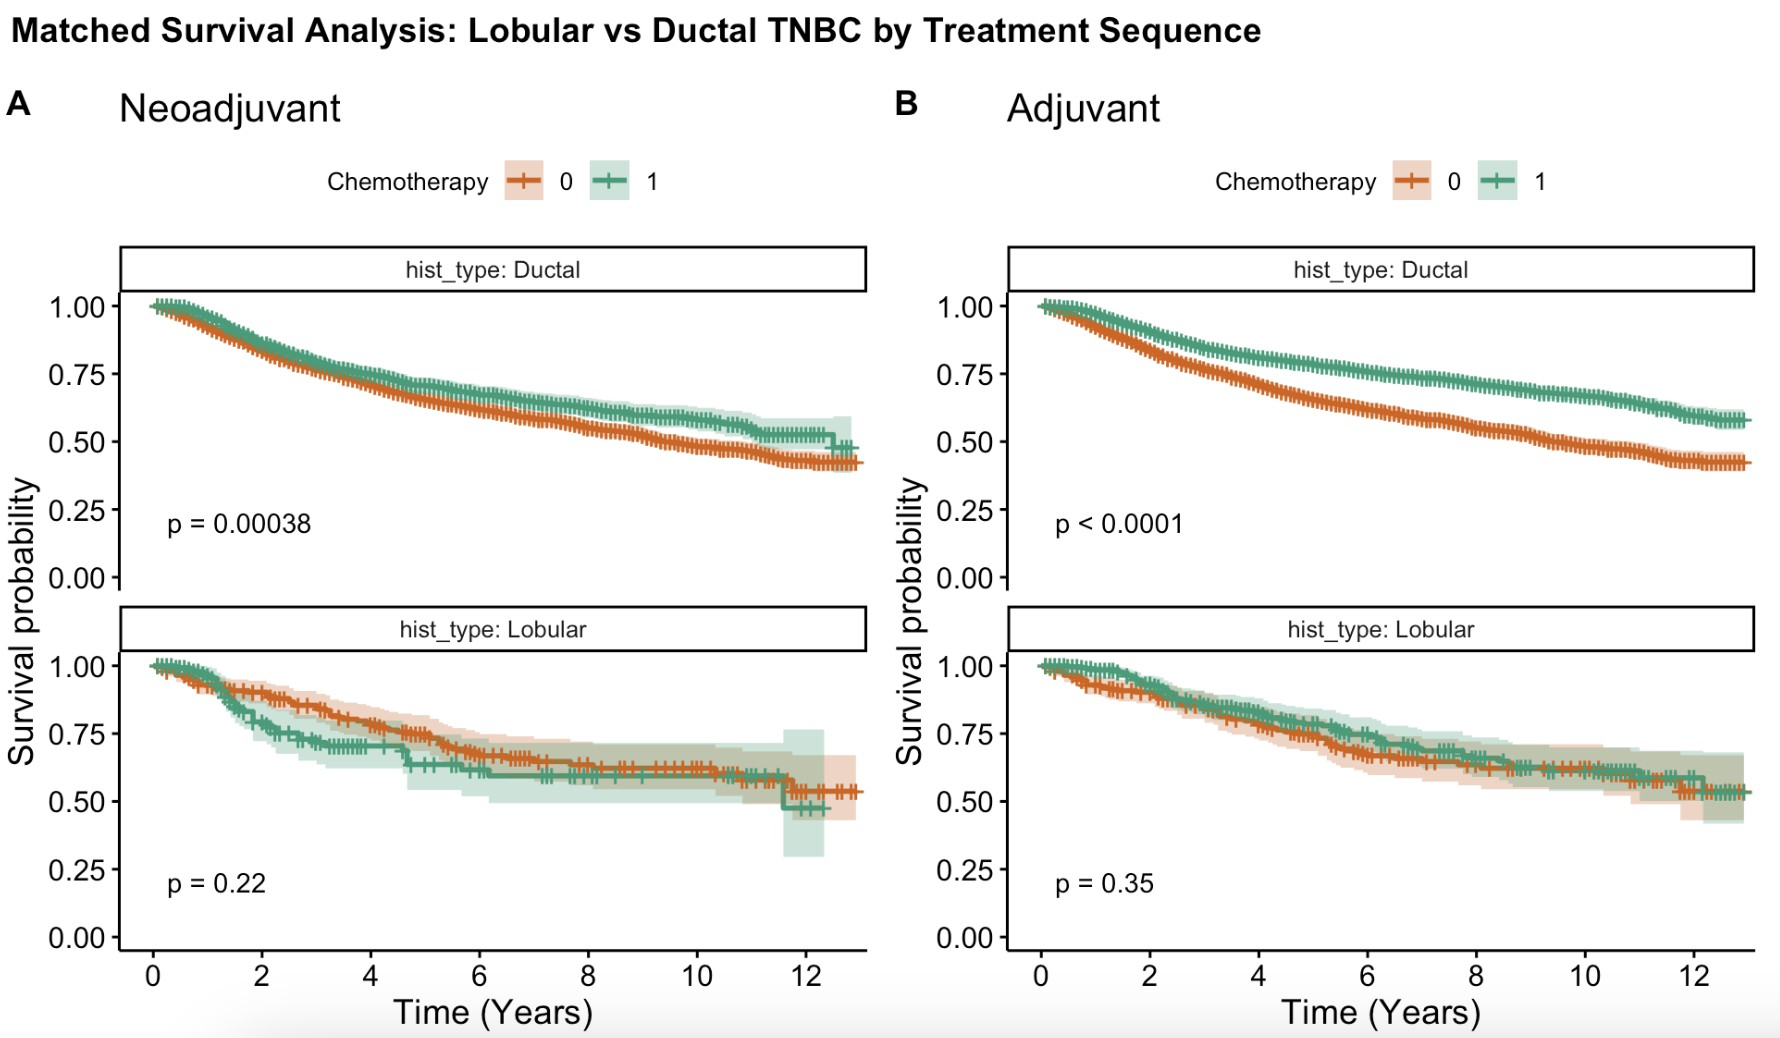 Matched Survival Analysis: Lobular vs Ductal TNBC by Treatment Sequence
A
Neoadjuvant
Chemotherapy 0 1
hist_type: Ductal
1.00
0.75
0.50
0.25
0.00
p = 0.00038
hist_type: Lobular
1.00
0.75
0.50
0.25
0.00
p = 0.22
Survival probability
0 2 4 6 8 10 12
Time (Years)
B
Adjuvant
Chemotherapy 0 1
hist_type: Ductal
1.00
0.75
0.50
0.25
0.00
p < 0.0001
hist_type: Lobular
1.00
0.75
0.50
0.25
0.00
p = 0.35
Survival probability
0 2 4 6 8 10 12
Time (Years)